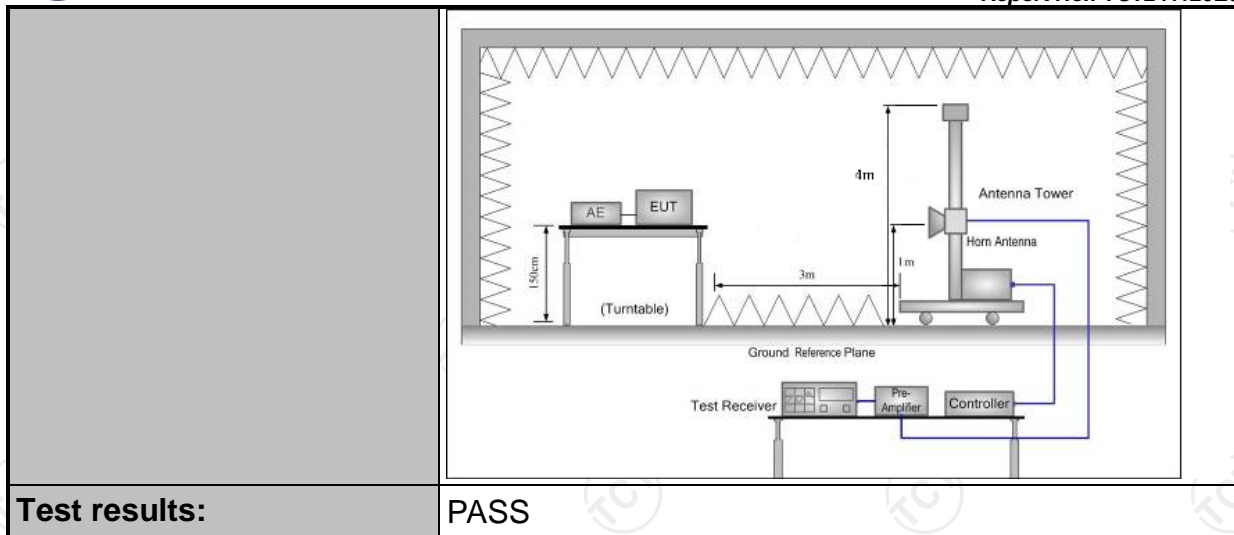 4m
Antenna Tower
AE
EUT
Horn Antenna
1m
150cm
3m
(Turntable)
Ground Reference Plane
Test Receiver
Pre-
Amplifier
Controller
Test results:
PASS